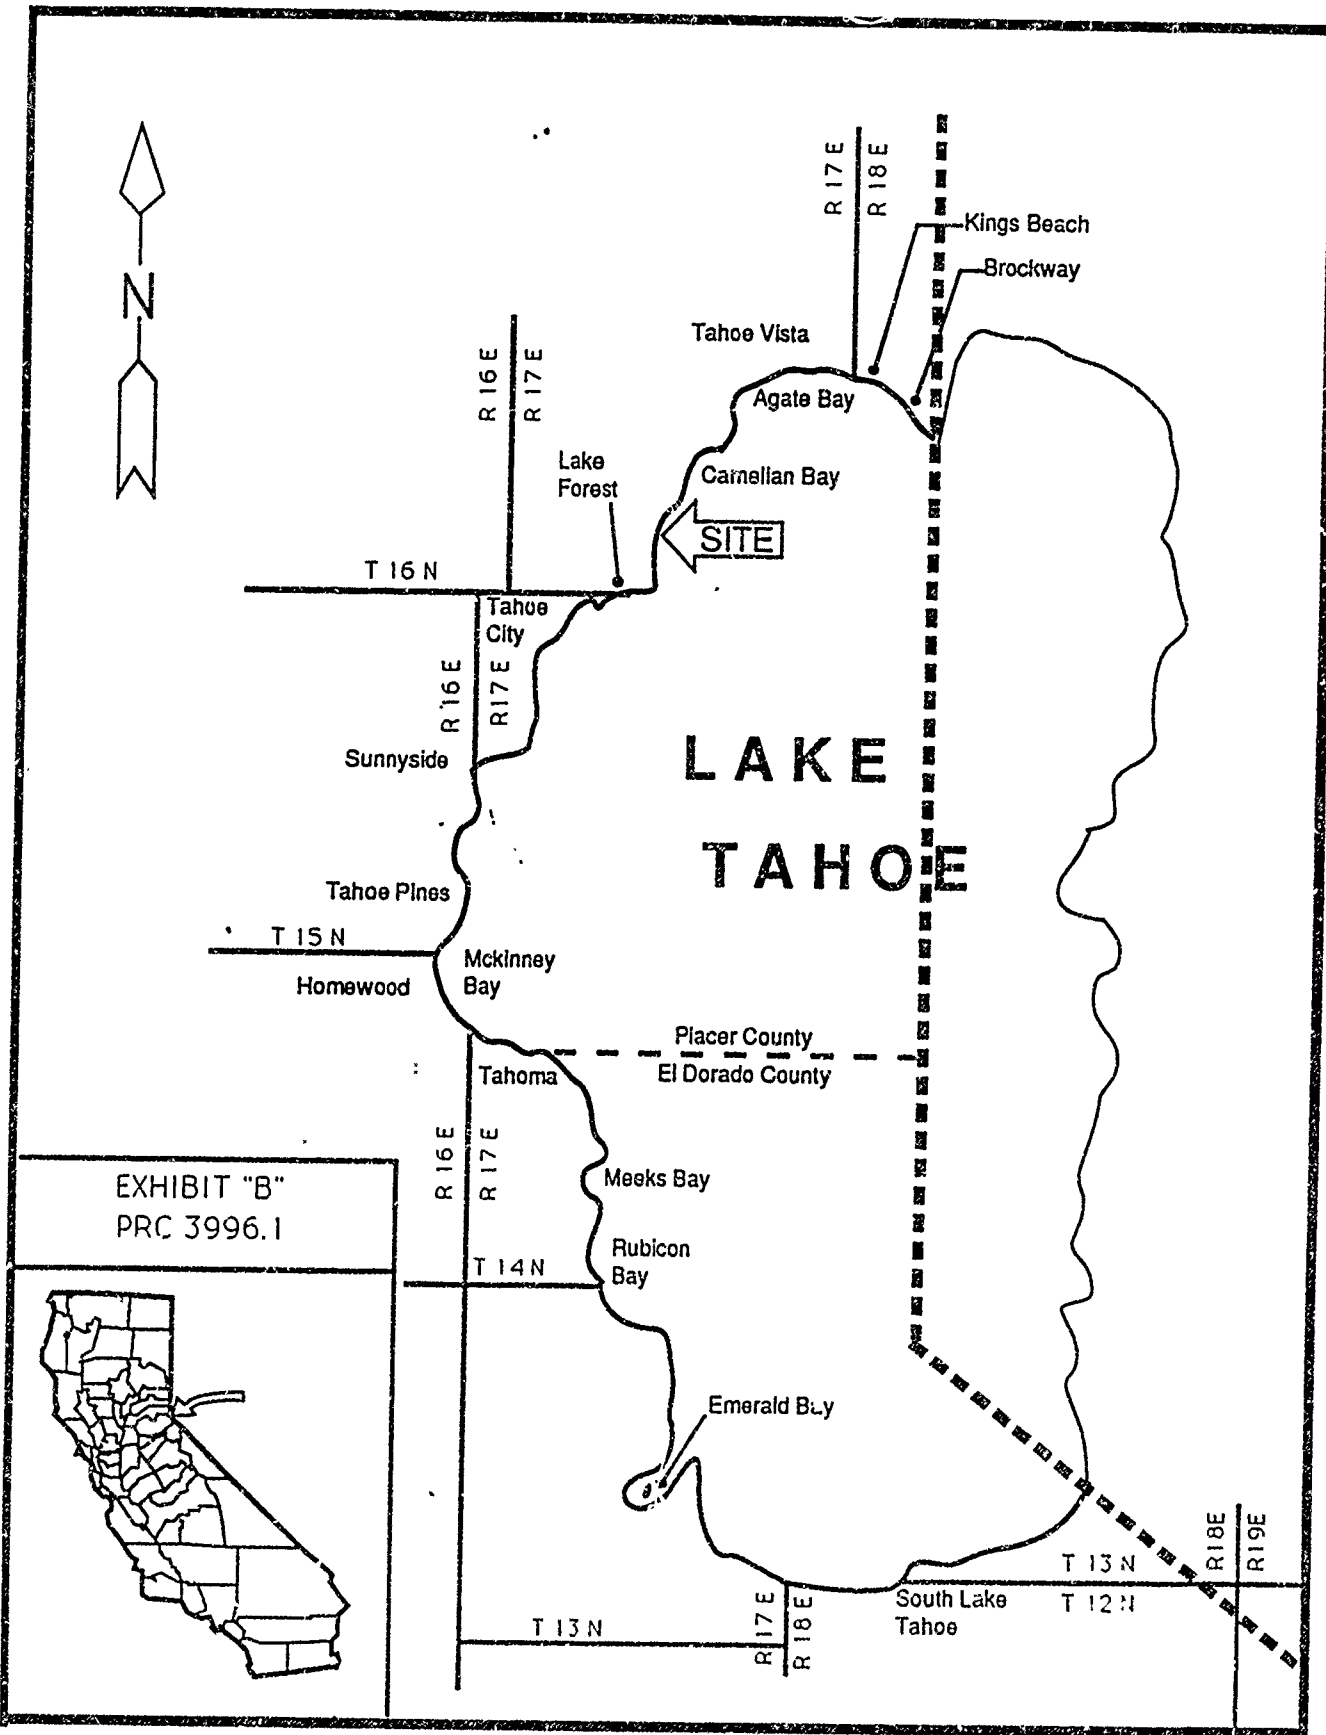 R 17 E
R 18 E
Kings Beach
Brockway
N
Tahoe Vista
R 16 E
R 17 E
Agate Bay
Lake
Forest
Carnelian Bay
SITE
T 16 N
Tahoe
City
R 16 E
R 17 E
LAKE
TAHOE
Sunnyside
Tahoe Pines
T 15 N
Mckinney
Bay
Homewood
Placer County
El Dorado County
Tahoma
R 16 E
R 17 E
EXHIBIT "B"
PRC 3996.1
Meeks Bay
Rubicon
Bay
T 14 N
Emerald Bay
R 18 E
R 19 E
T 13 N
T 12 N
South Lake
Tahoe
R 17 E
R 18 E
T 13 N